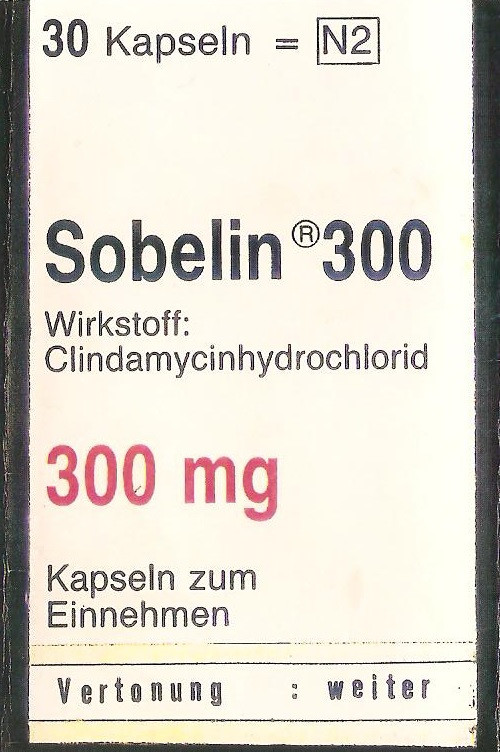 30 Kapseln = N2
Sobelin® 300
Wirkstoff:
Clindamycinhydrochlorid
300 mg
Kapseln zum
Einnehmen
Vertonung : weiter